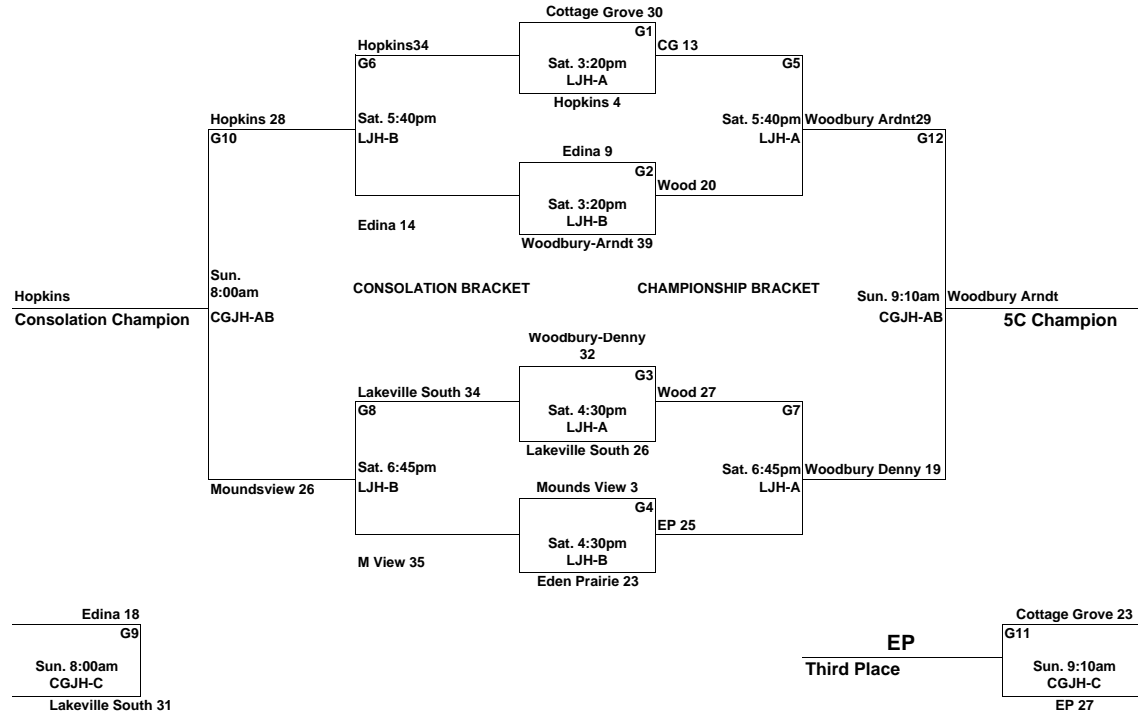 Cottage Grove 30
G1
Hopkins34
CG 13
G6
Sat. 3:20pm
G5
LJH-A
Hopkins 4
Hopkins 28
Sat. 5:40pm
Sat. 5:40pm Woodbury Ardnt29
G10
LJH-B
LJH-A
G12
Edina 9
G2
Wood 20
Sat. 3:20pm
LJH-B
Edina 14
Woodbury-Arndt 39
Sun.
8:00am
CONSOLATION BRACKET
CHAMPIONSHIP BRACKET
Hopkins
Sun. 9:10am Woodbury Arndt
Consolation Champion
CGJH-AB
CGJH-AB
5C Champion
Woodbury-Denny
32
G3
Lakeville South 34
Wood 27
G8
Sat. 4:30pm
G7
LJH-A
Lakeville South 26
Sat. 6:45pm
Sat. 6:45pm Woodbury Denny 19
Moundsview 26
LJH-B
LJH-A
Mounds View 3
G4
EP 25
Sat. 4:30pm
M View 35
LJH-B
Eden Prairie 23
Edina 18
Cottage Grove 23
G9
G11
EP
Sun. 8:00am
Third Place
Sun. 9:10am
CGJH-C
CGJH-C
Lakeville South 31
EP 27